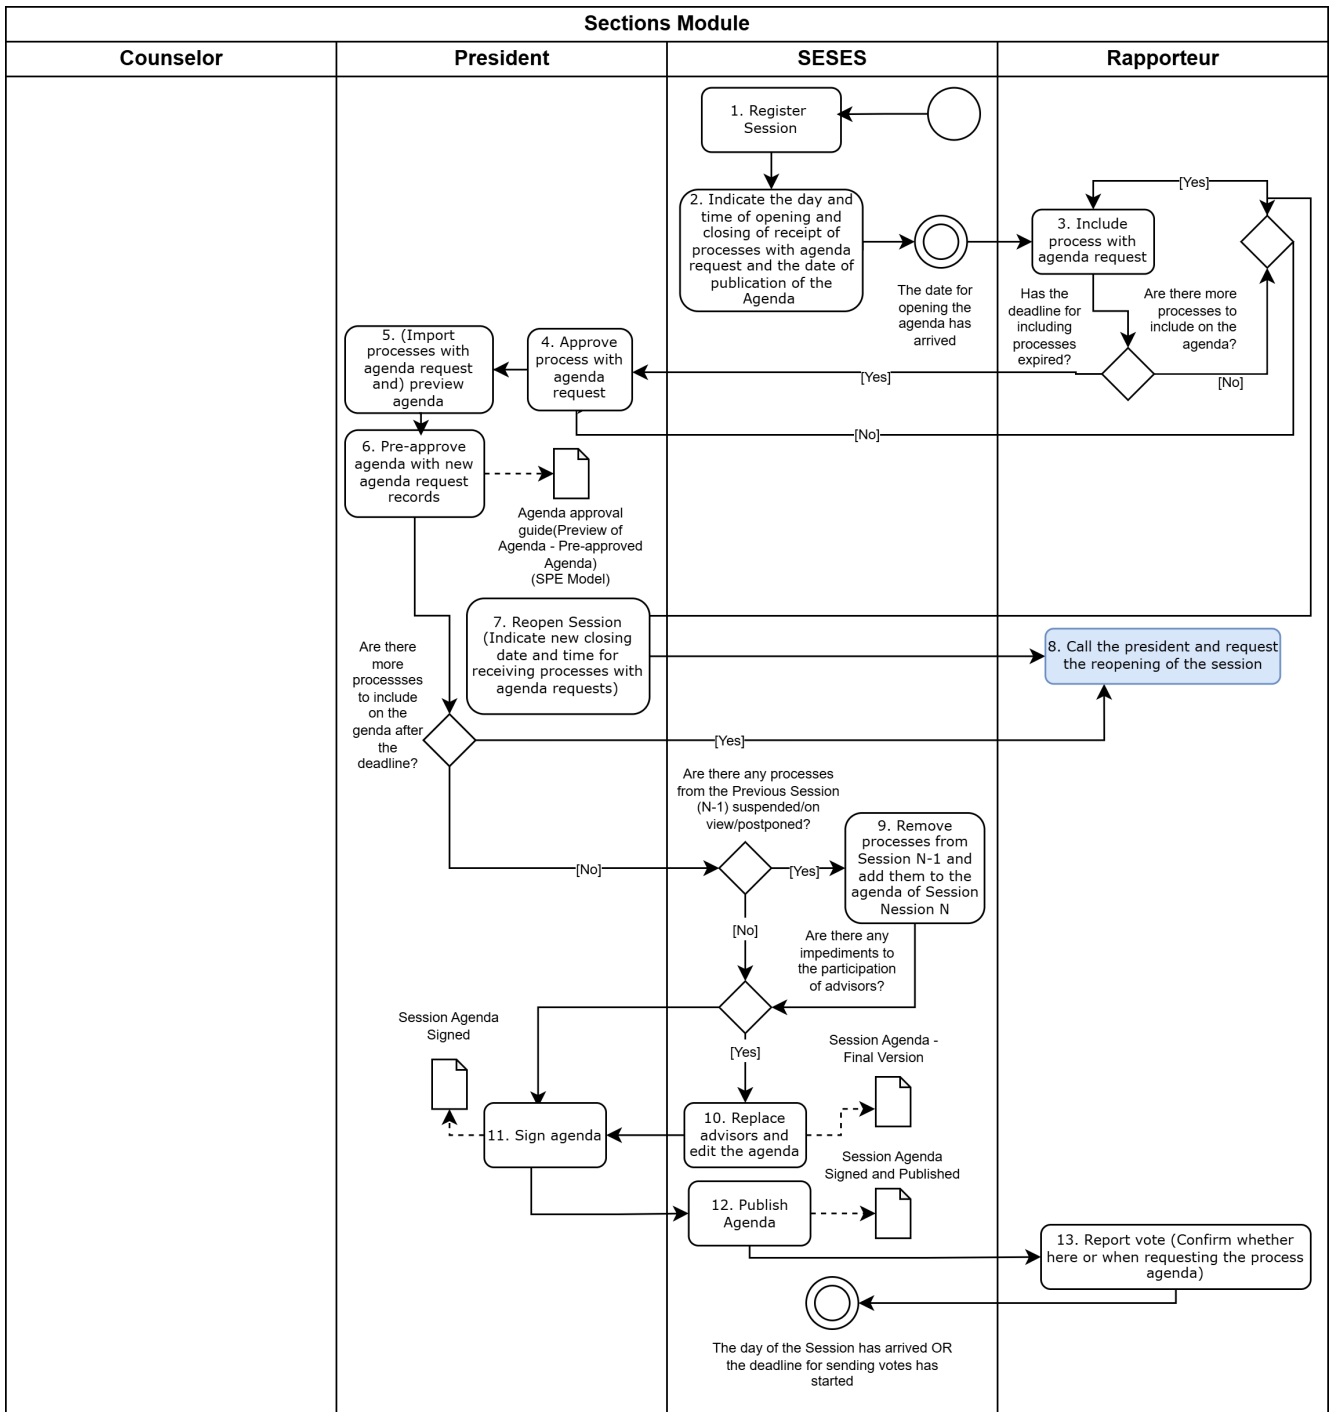 Sections Module
Counselor
President
SESES
Rapporteur
1. Register
Session
2. Indicate the day and
time of opening and
closing of receipt of
processes with agenda
request and the date of
publication of the
Agenda
The date for
opening the
agenda has
arrived
[Yes]
3. Include
process with
agenda request
Has the
deadline for
including
processes
expired?
Are there more
processes to
include on the
agenda?
[No]
[Yes]
[No]
4. Approve
process with
agenda
request
5. (Import
processes with
agenda request
and) preview
agenda
6. Pre-approve
agenda with new
agenda request
records
Agenda approval
guide(Preview of
Agenda - Pre-approved
Agenda)
(SPE Model)
7. Reopen Session
(Indicate new closing
date and time for
receiving processes with
agenda requests)
8. Call the president and request
the reopening of the session
Are there
more
processses
to include
on the
genda after
the
deadline?
[Yes]
[No]
Are there any processes
from the Previous Session
(N-1) suspended/on
view/postponed?
[Yes]
9. Remove
processes from
Session N-1 and
add them to the
agenda of Session
Nession N
[No]
Are there any
impediments to
the participation
of advisors?
[Yes]
Session Agenda
Signed
Session Agenda -
Final Version
10. Replace
advisors and
edit the agenda
11. Sign agenda
Session Agenda
Signed and Published
12. Publish
Agenda
13. Report vote (Confirm whether
here or when requesting the process
agenda)
The day of the Session has arrived OR
the deadline for sending votes has
started